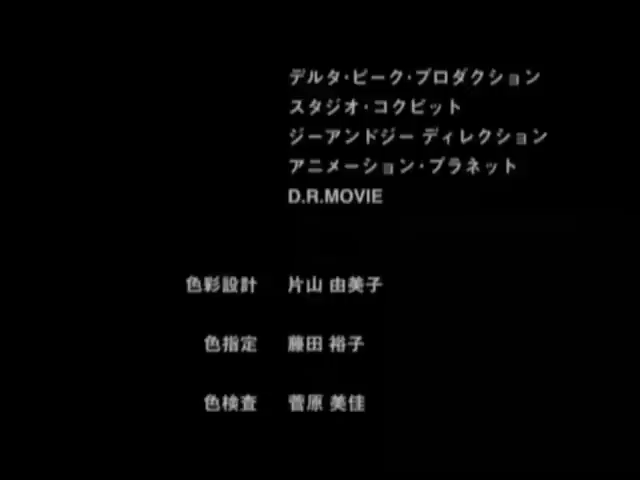 デルタ・ピーク・プロダクション
スタジオ・コクピット
ジーアンドジー ディレクション
アニメーション・プラネット
D.R.MOVIE
色彩設計 片山 由美子
色指定 藤田 裕子
色検査 菅原 美佳